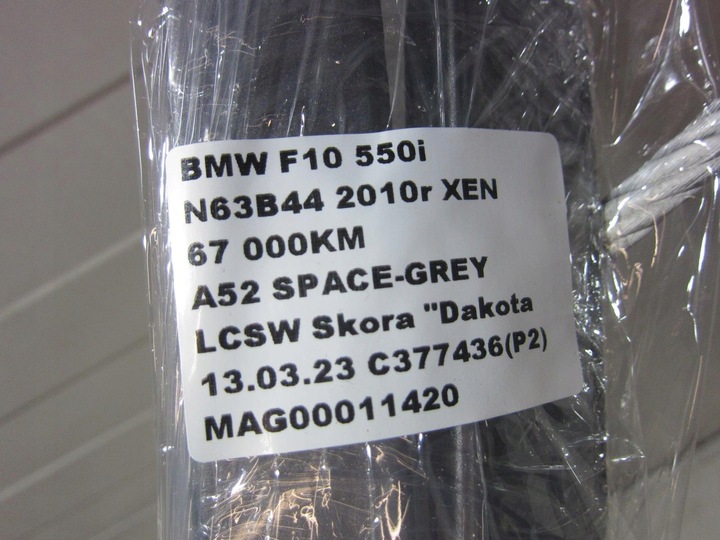 BMW F10 550i
N63B44 2010r XEN
67 000KM
A52 SPACE-GREY
LCSW Skora "Dakota
13.03.23 C377436(P2)
MAG00011420